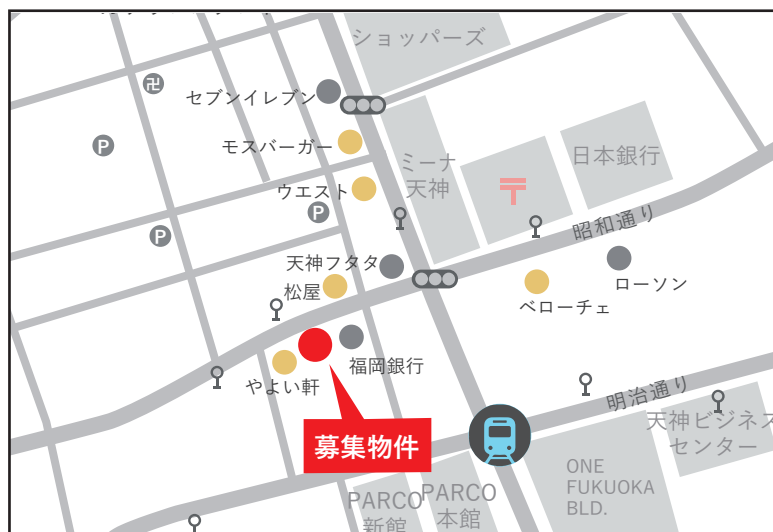 ショッパーズ
セブンイレブン
卍
モスバーガー
P
ミーナ
天神
〒
日本銀行
ウエスト
P
P
昭和通り
天神フタタ
松屋
ローソン
ベローチェ
福岡銀行
やよい軒
明治通り
募集物件
天神ビジネス
センター
ONE
FUKUOKA
BLD.
PARCO
新館
PARCO
本館